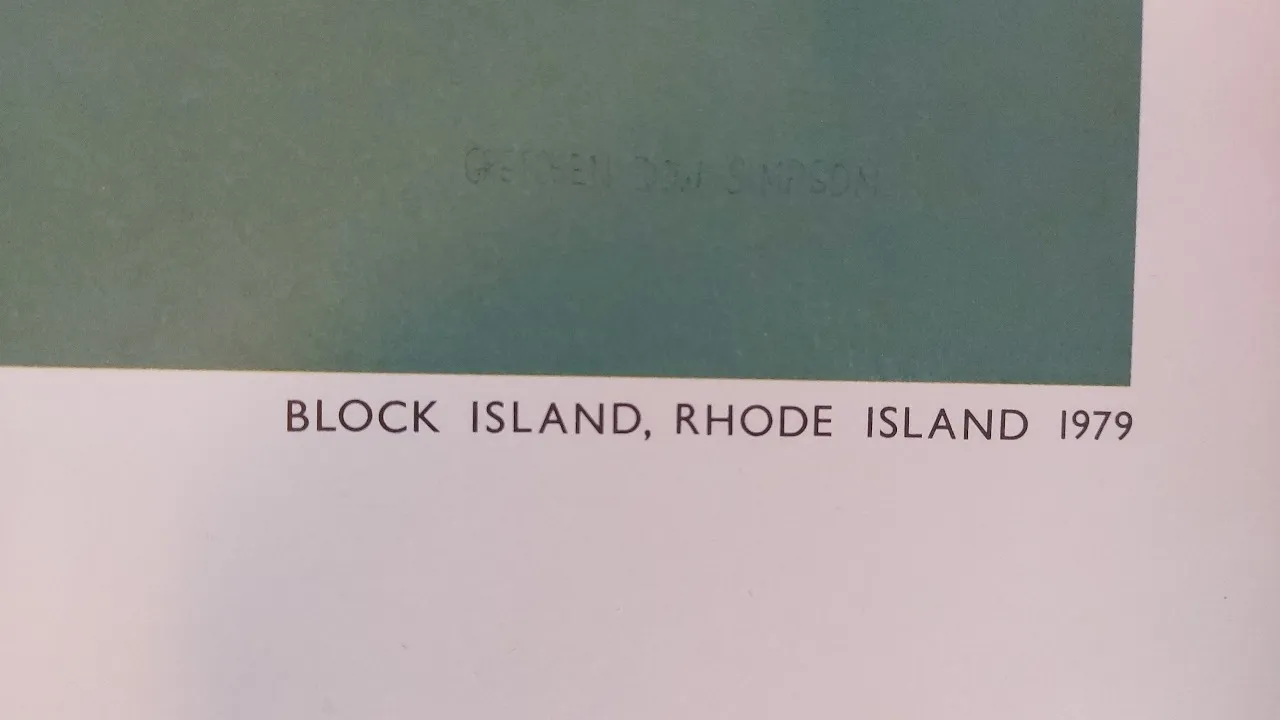 GRETCHEN DOW SIMPSON
BLOCK ISLAND, RHODE ISLAND 1979